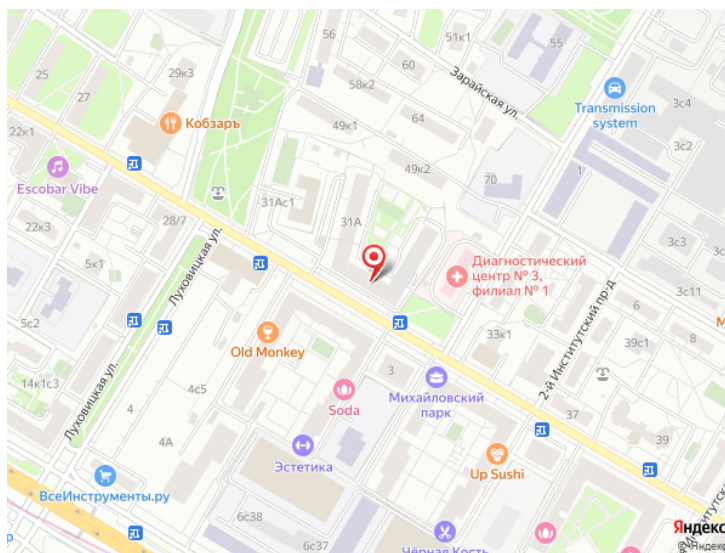 56
51к1
55
29к3
60
58к2
25
27
Зарайская ул.
Transmission
system
3с4
Кобзаръ
22к1
49к1
64
3с2
49к2
70
1
Escobar Vibe
31Ас1
31А
28/7
22к3
Луховицкая ул.
3с3
5к1
Диагностический
центр № 3,
филиал № 1
2-й Институтский пр-д
3с11
5с2
33к1
6
8
39с1
Old Monkey
14к1с3
4с5
3
Михайловский
парк
Soda
4
37
Луховицкая ул.
4А
39
Эстетика
Up Sushi
ВсеИнструменты.ру
6с38
6с37
Чёрная Кость
Яндекс